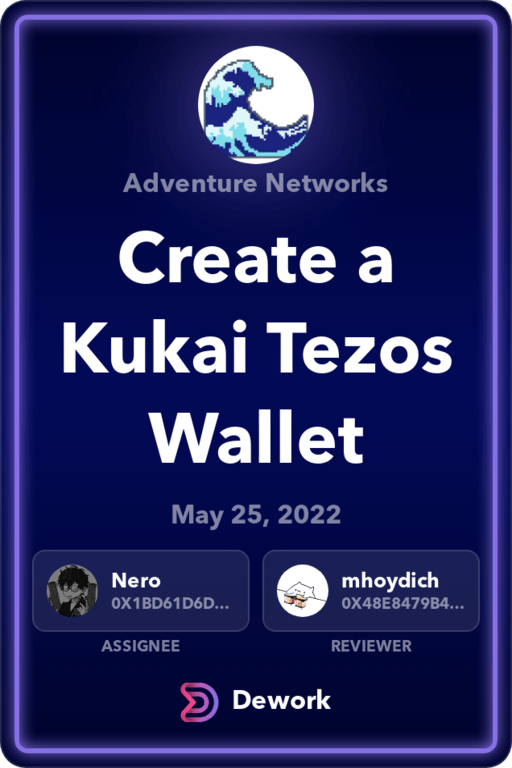 Adventure Networks
Create a
Kukai Tezos
Wallet
May 25, 2022
Nero
0X1BD61D6D...
ASSIGNEE
mhoydich
0X48E8479B4...
REVIEWER
Dework